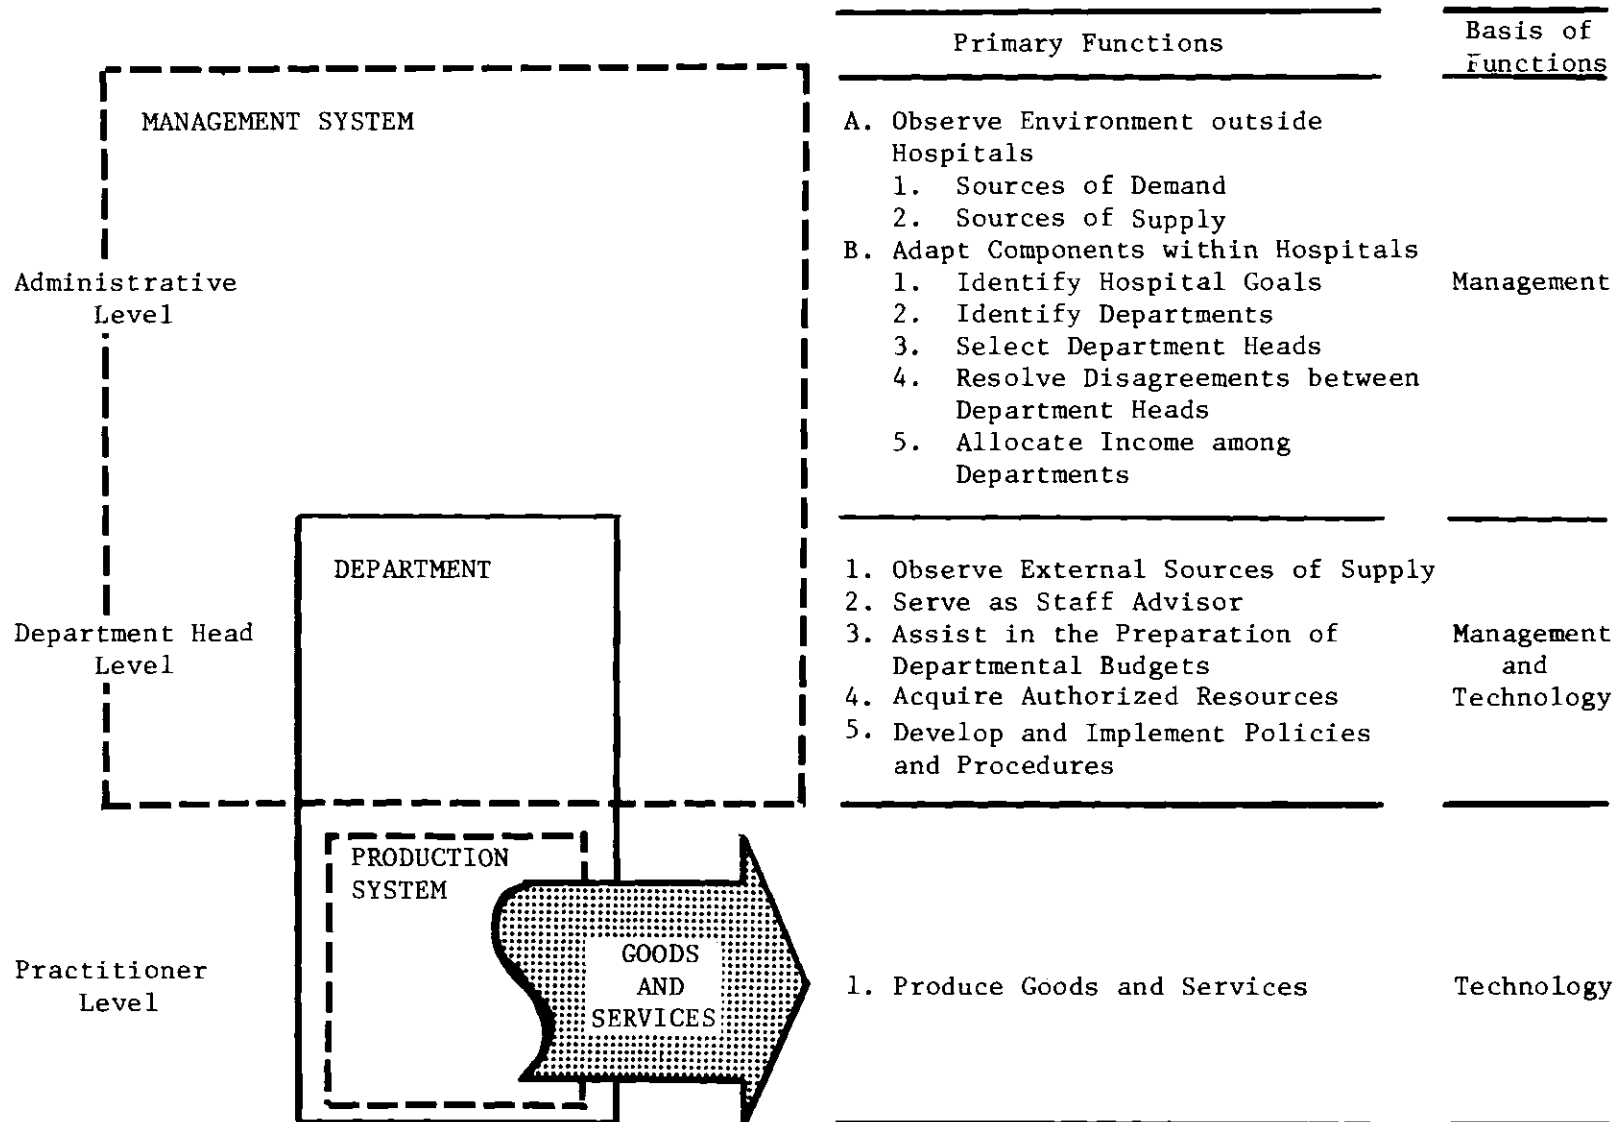 Primary Functions
Basis of
Functions
MANAGEMENT SYSTEM
Administrative
Level
A. Observe Environment outside
Hospitals
1. Sources of Demand
2. Sources of Supply
B. Adapt Components within Hospitals
1. Identify Hospital Goals
2. Identify Departments
3. Select Department Heads
4. Resolve Disagreements between
Department Heads
5. Allocate Income among
Departments
Management
DEPARTMENT
Department Head
Level
1. Observe External Sources of Supply
2. Serve as Staff Advisor
3. Assist in the Preparation of
Departmental Budgets
4. Acquire Authorized Resources
5. Develop and Implement Policies
and Procedures
Management
and
Technology
PRODUCTION
SYSTEM
Practitioner
Level
GOODS
AND
SERVICES
1. Produce Goods and Services
Technology